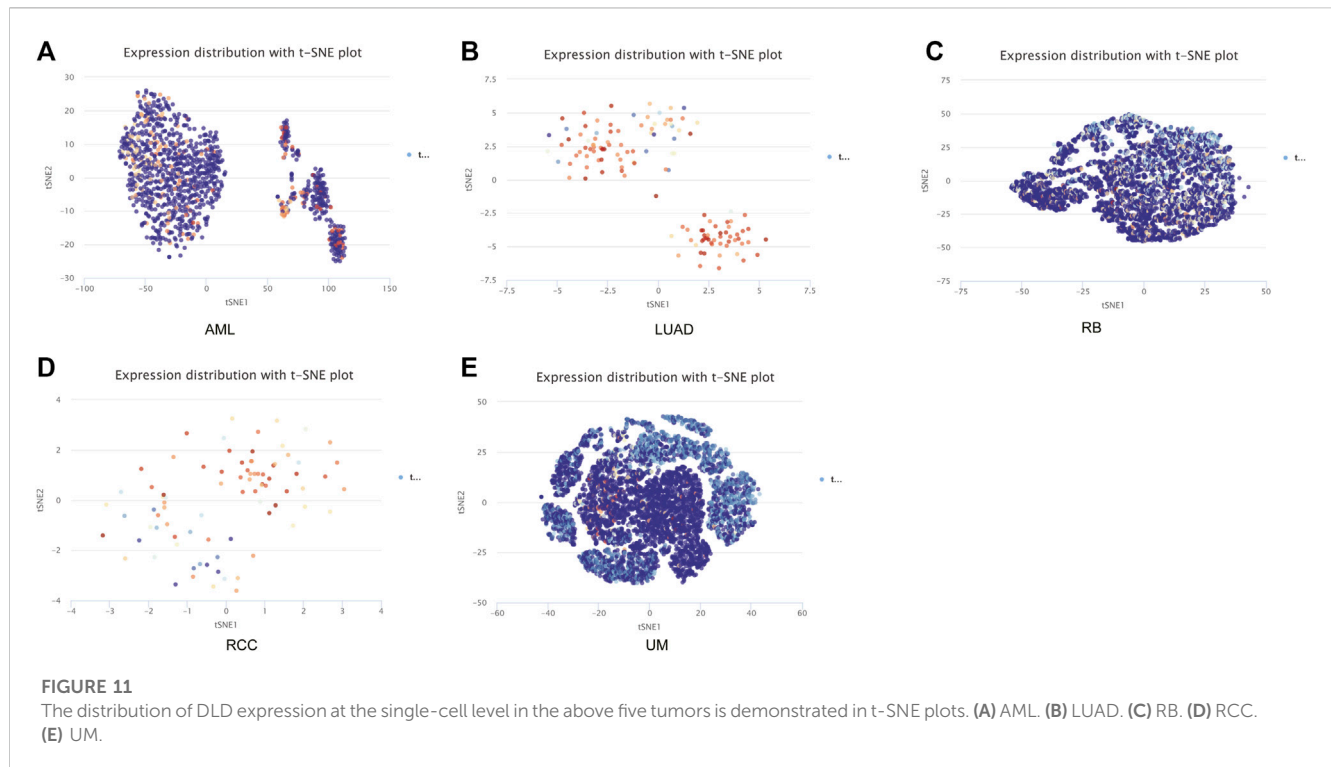 A
Expression distribution with t-SNE plot
30
20
10
0
-10
-20
-30
tSNE2
-100
-50
0
50
100
150
tSNE1
t...
AML
B
Expression distribution with t-SNE plot
7.5
5
2.5
0
-2.5
-5
-7.5
tSNE2
-7.5
-5
-2.5
0
2.5
5
7.5
tSNE1
t...
LUAD
C
Expression distribution with t-SNE plot
75
50
25
0
-25
-50
-75
tSNE2
-75
-50
-25
0
25
50
tSNE1
t...
RB
D
Expression distribution with t-SNE plot
4
2
0
-2
-4
tSNE2
-4
-3
-2
-1
0
1
2
3
4
tSNE1
t...
RCC
E
Expression distribution with t-SNE plot
50
25
0
-25
-50
tSNE2
-60
-40
-20
0
20
40
60
tSNE1
t...
UM
FIGURE 11
The distribution of DLD expression at the single-cell level in the above five tumors is demonstrated in t-SNE plots. (A) AML. (B) LUAD. (C) RB. (D) RCC.
(E) UM.